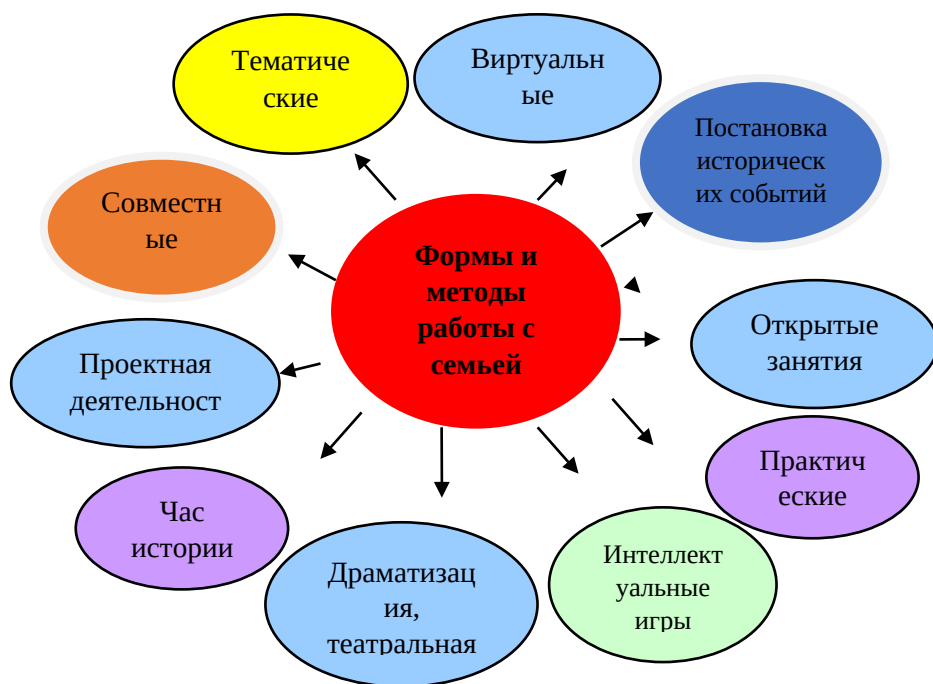 Тематиче
ские
Виртуальн
ые
Постановка
историческ
их событий
Совместн
ые
Формы и
методы
работы с
семьей
Открытые
занятия
Проектная
деятельност
Практич
еские
Час
истории
Интеллект
уальные
игры
Драматизац
ия,
театральная